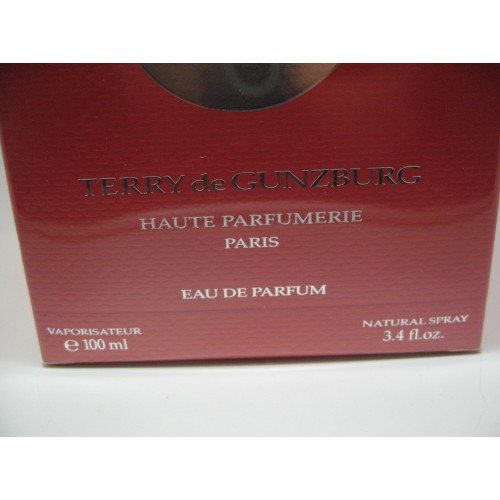 TERRY de GUNZBURG
HAUTE PARFUMERIE
PARIS
EAU DE PARFUM
VAPORISATEUR
℮ 100 ml
NATURAL SPRAY
3.4 fl.oz.